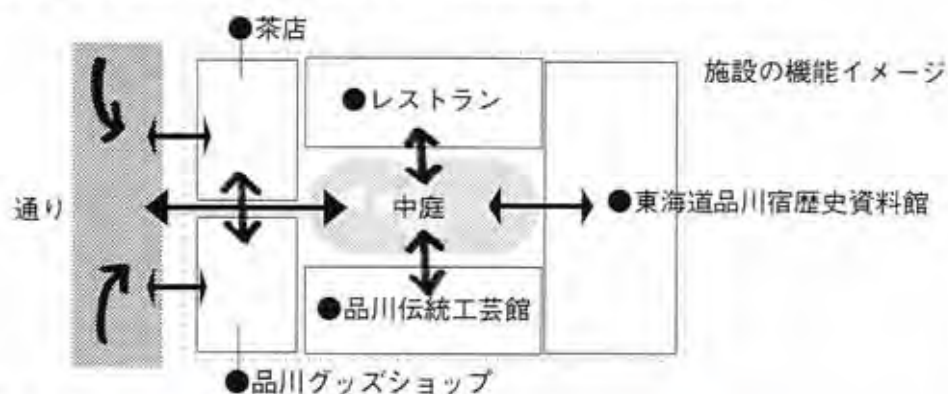 ●茶店
施設の機能イメージ
●レストラン
通り
中庭
●東海道品川宿歴史資料館
●品川伝統工芸館
●品川グッズショップ